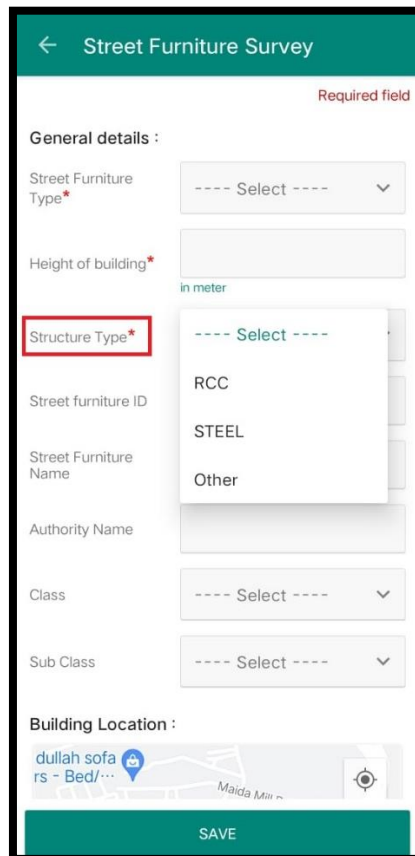 Street Furniture Survey
Required field
General details :
Street Furniture
Type*
---- Select ----
Height of building*
in meter
Structure Type*
---- Select ----
RCC
STEEL
Other
Street furniture ID
Street Furniture
Name
Authority Name
Class
---- Select ----
Sub Class
---- Select ----
Building Location :
dullah sofa
rs - Bed/...
Maida Mill
SAVE